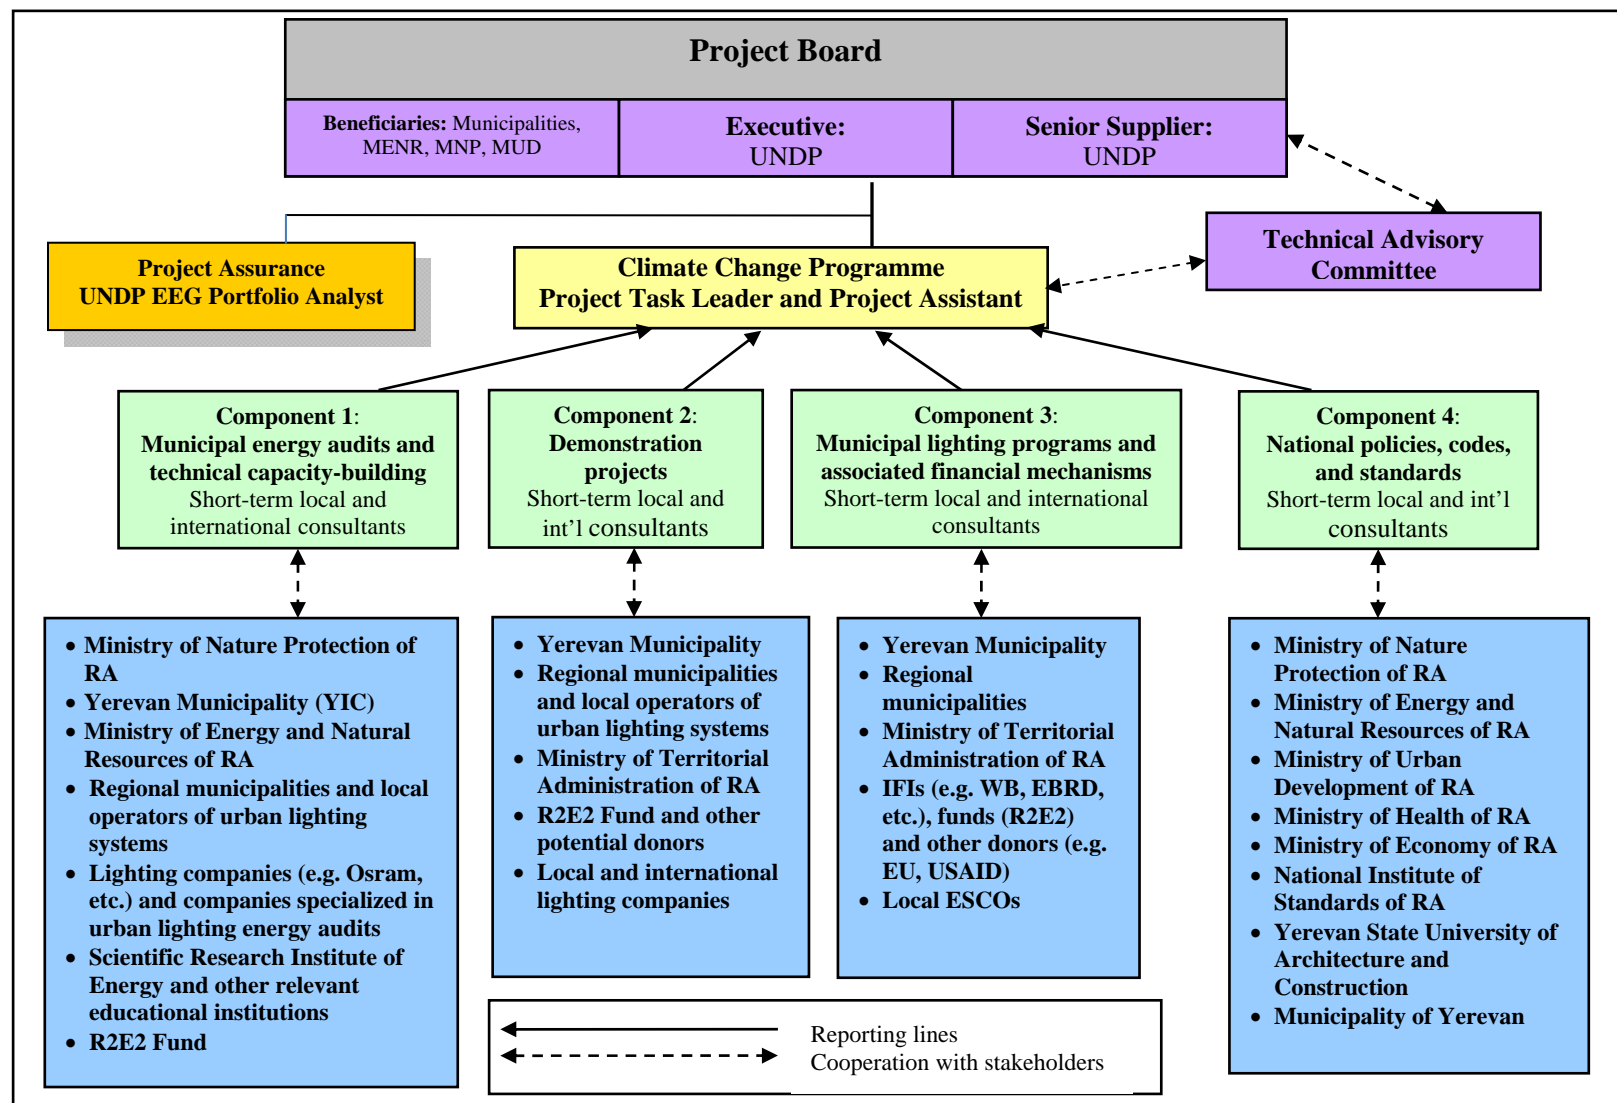 Project Board
Beneficiaries: Municipalities,
MENR, MNP, MUD
Executive:
UNDP
Senior Supplier:
UNDP
Technical Advisory
Committee
Project Assurance
UNDP EEG Portfolio Analyst
Climate Change Programme
Project Task Leader and Project Assistant
Component 1:
Municipal energy audits and
technical capacity-building
Short-term local and
international consultants
Component 2:
Demonstration
projects
Short-term local and
int’l consultants
Component 3:
Municipal lighting programs and
associated financial mechanisms
Short-term local and international
consultants
Component 4:
National policies, codes,
and standards
Short-term local and int’l
consultants
• Ministry of Nature Protection of
RA
• Yerevan Municipality (YIC)
• Ministry of Energy and Natural
Resources of RA
• Regional municipalities and local
operators of urban lighting
systems
• Lighting companies (e.g. Osram,
etc.) and companies specialized in
urban lighting energy audits
• Scientific Research Institute of
Energy and other relevant
educational institutions
• R2E2 Fund
• Yerevan Municipality
• Regional municipalities
and local operators of
urban lighting systems
• Ministry of Territorial
Administration of RA
• R2E2 Fund and other
potential donors
• Local and international
lighting companies
• Yerevan Municipality
• Regional
municipalities
• Ministry of Territorial
Administration of RA
• IFIs (e.g. WB, EBRD,
etc.), funds (R2E2)
and other donors (e.g.
EU, USAID)
• Local ESCOs
• Ministry of Nature
Protection of RA
• Ministry of Energy and
Natural Resources of RA
• Ministry of Urban
Development of RA
• Ministry of Health of RA
• Ministry of Economy of RA
• National Institute of
Standards of RA
• Yerevan State University of
Architecture and
Construction
• Municipality of Yerevan
Reporting lines
Cooperation with stakeholders